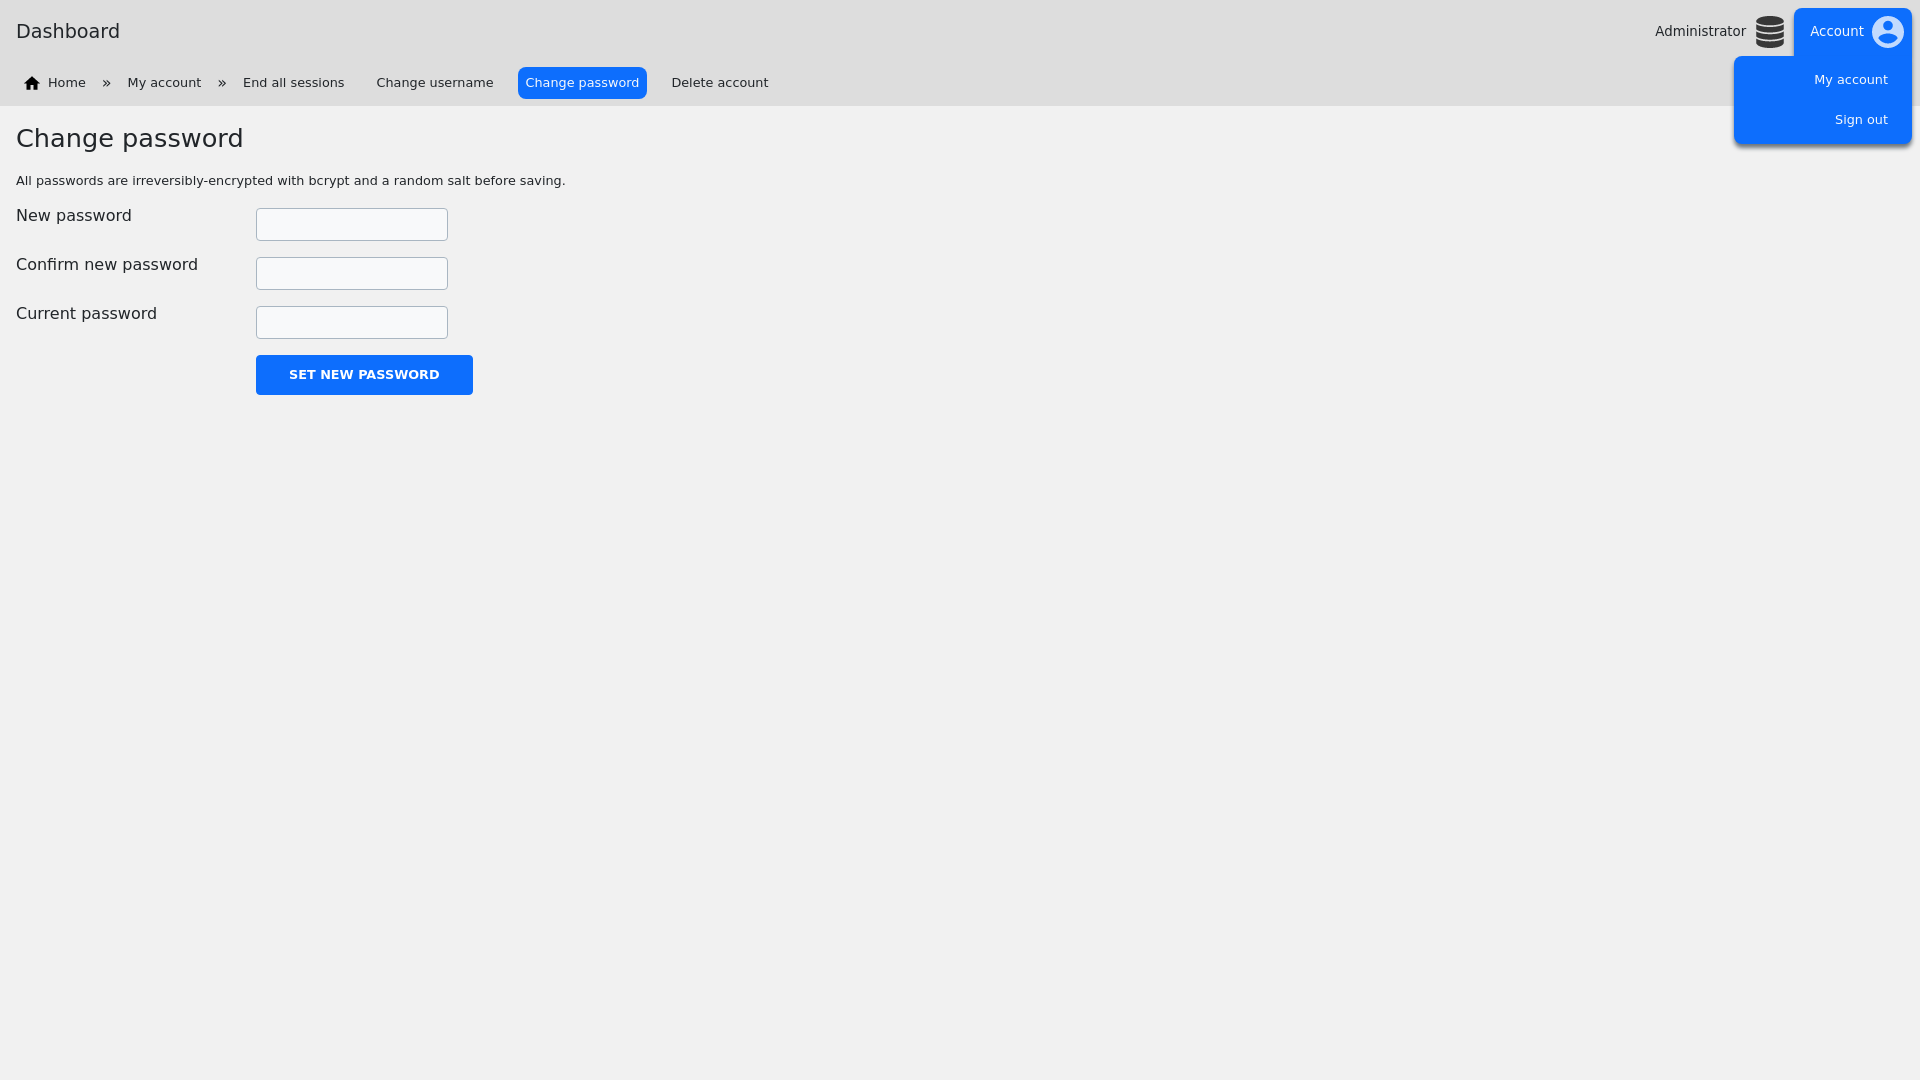 Dashboard
Administrator
Account
Home » My account » End all sessions Change username Change password Delete account
My account
Sign out
Change password
All passwords are irreversibly-encrypted with bcrypt and a random salt before saving.
New password
Confirm new password
Current password
SET NEW PASSWORD